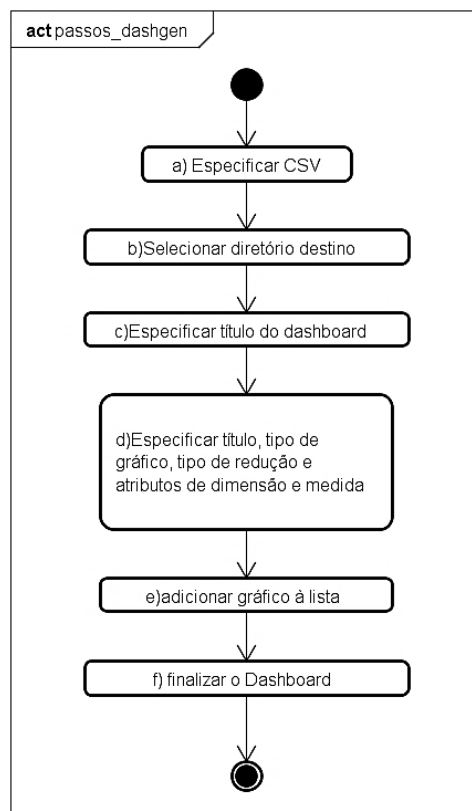 act passos_dashgen
a) Especificar CSV
b)Selecionar diretório destino
c)Especificar título do dashboard
d)Especificar título, tipo de
gráfico, tipo de redução e
atributos de dimensão e medida
e)adicionar gráfico à lista
f) finalizar o Dashboard